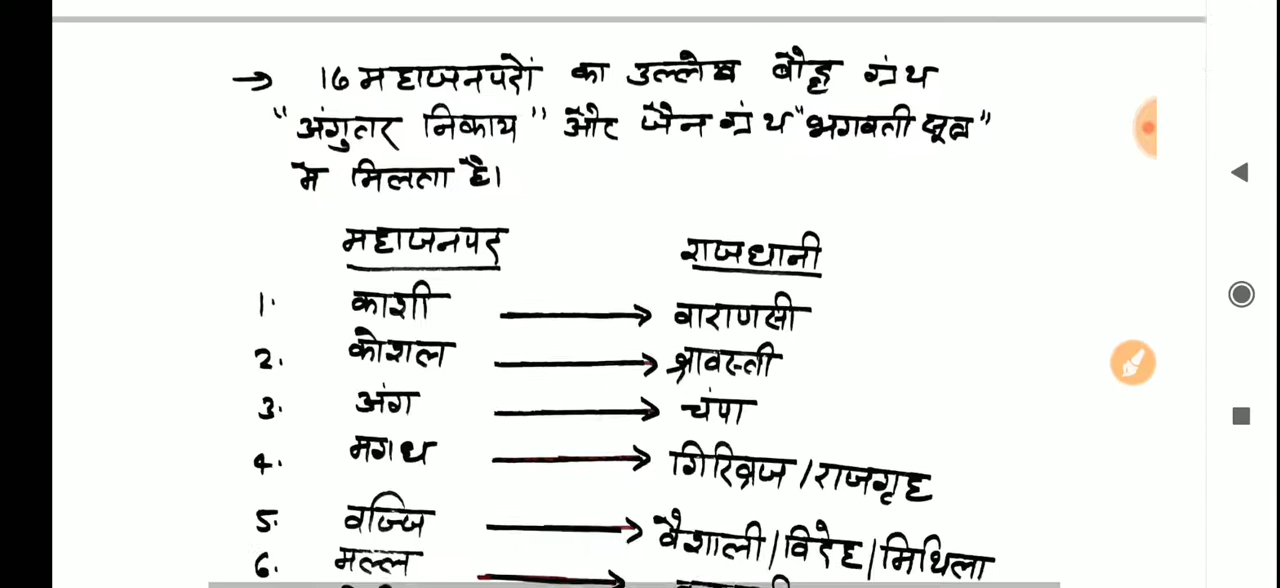 → 16 महाजनपदों का उल्लेख बौद्ध ग्रंथ
"अंगुतर निकाय" और जैन ग्रंथ "भगवती सूत्र"
मे मिलता है।
महाजनपद राजधानी
1. काशी → वाराणसी
2. कोशल → श्रावस्ती
3. अंग → चंपा
4. मगध → गिरिव्रज/राजगृह
5. वज्जि → वैशाली/विदेह/मिथिला
6. मल्ल →